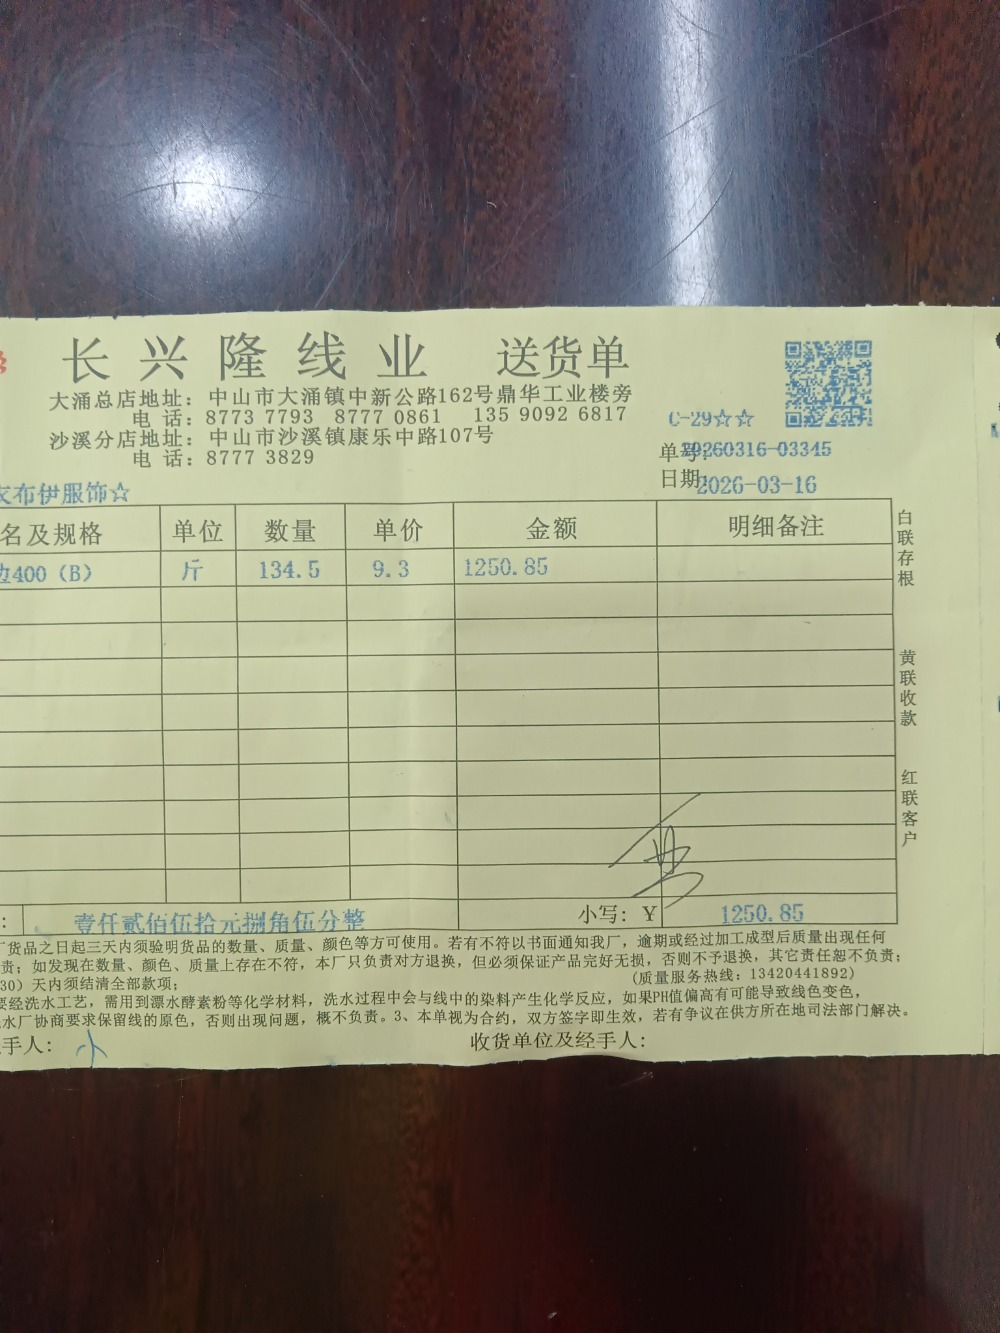 长兴隆线业 送货单
大涌总店地址：中山市大涌镇中新公路162号鼎华工业楼旁
电 话：8773 7793 8777 0861 135 9092 6817
C-29☆☆
沙溪分店地址：中山市沙溪镇康乐中路107号
电 话：8777 3829
单号：20260316-03345
日期：2026-03-16
布伊服饰☆
名及规格 单位 数量 单价 金额 明细备注
边400（B） 斤 134.5 9.3 1250.85
白联存根
黄联收款
红联客户
： 壹仟贰佰伍拾元捌角伍分整 小写：￥ 1250.85
货品之日起三天内须验明货品的数量、质量、颜色等方可使用。若有不符以书面通知我厂，逾期或经过加工成型后质量出现任何
责；如发现在数量、颜色、质量上存在不符，本厂只负责对方退换，但必须保证产品完好无损，否则不予退换，其它责任恕不负责；
30）天内须结清全部款项； （质量服务热线：13420441892）
要经洗水工艺，需用到漂水酵素粉等化学材料，洗水过程中会与线中的染料产生化学反应，如果PH值偏高有可能导致线色变色，
水厂协商要求保留线的原色，否则出现问题，概不负责。3、本单视为合约，双方签字即生效，若有争议在供方所在地司法部门解决。
手人： 收货单位及经手人：